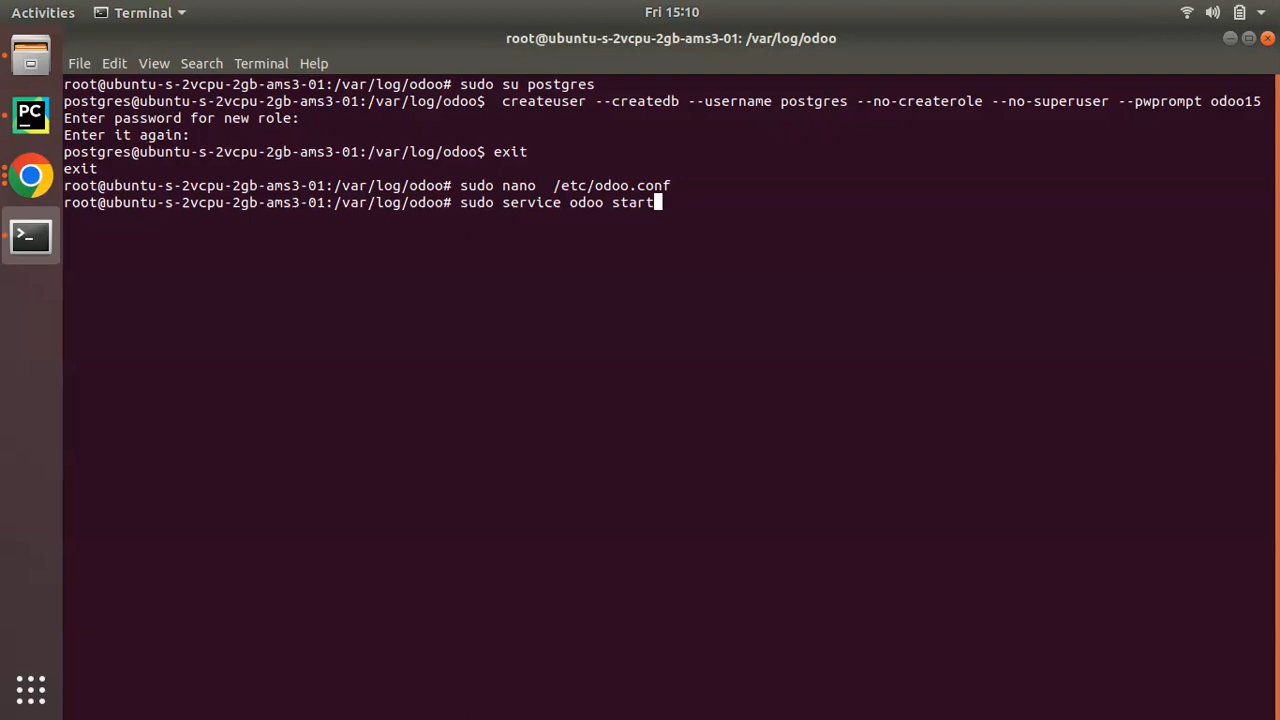 Activities Terminal Fri 15:10
root@ubuntu-s-2vcpu-2gb-ams3-01: /var/log/odoo
File Edit View Search Terminal Help
root@ubuntu-s-2vcpu-2gb-ams3-01:/var/log/odoo# sudo su postgres
postgres@ubuntu-s-2vcpu-2gb-ams3-01:/var/log/odoo$  createuser --createdb --username postgres --no-createrole --no-superuser --pwprompt odoo15
Enter password for new role:
Enter it again:
postgres@ubuntu-s-2vcpu-2gb-ams3-01:/var/log/odoo$ exit
exit
root@ubuntu-s-2vcpu-2gb-ams3-01:/var/log/odoo# sudo nano  /etc/odoo.conf
root@ubuntu-s-2vcpu-2gb-ams3-01:/var/log/odoo# sudo service odoo start
PC
>_